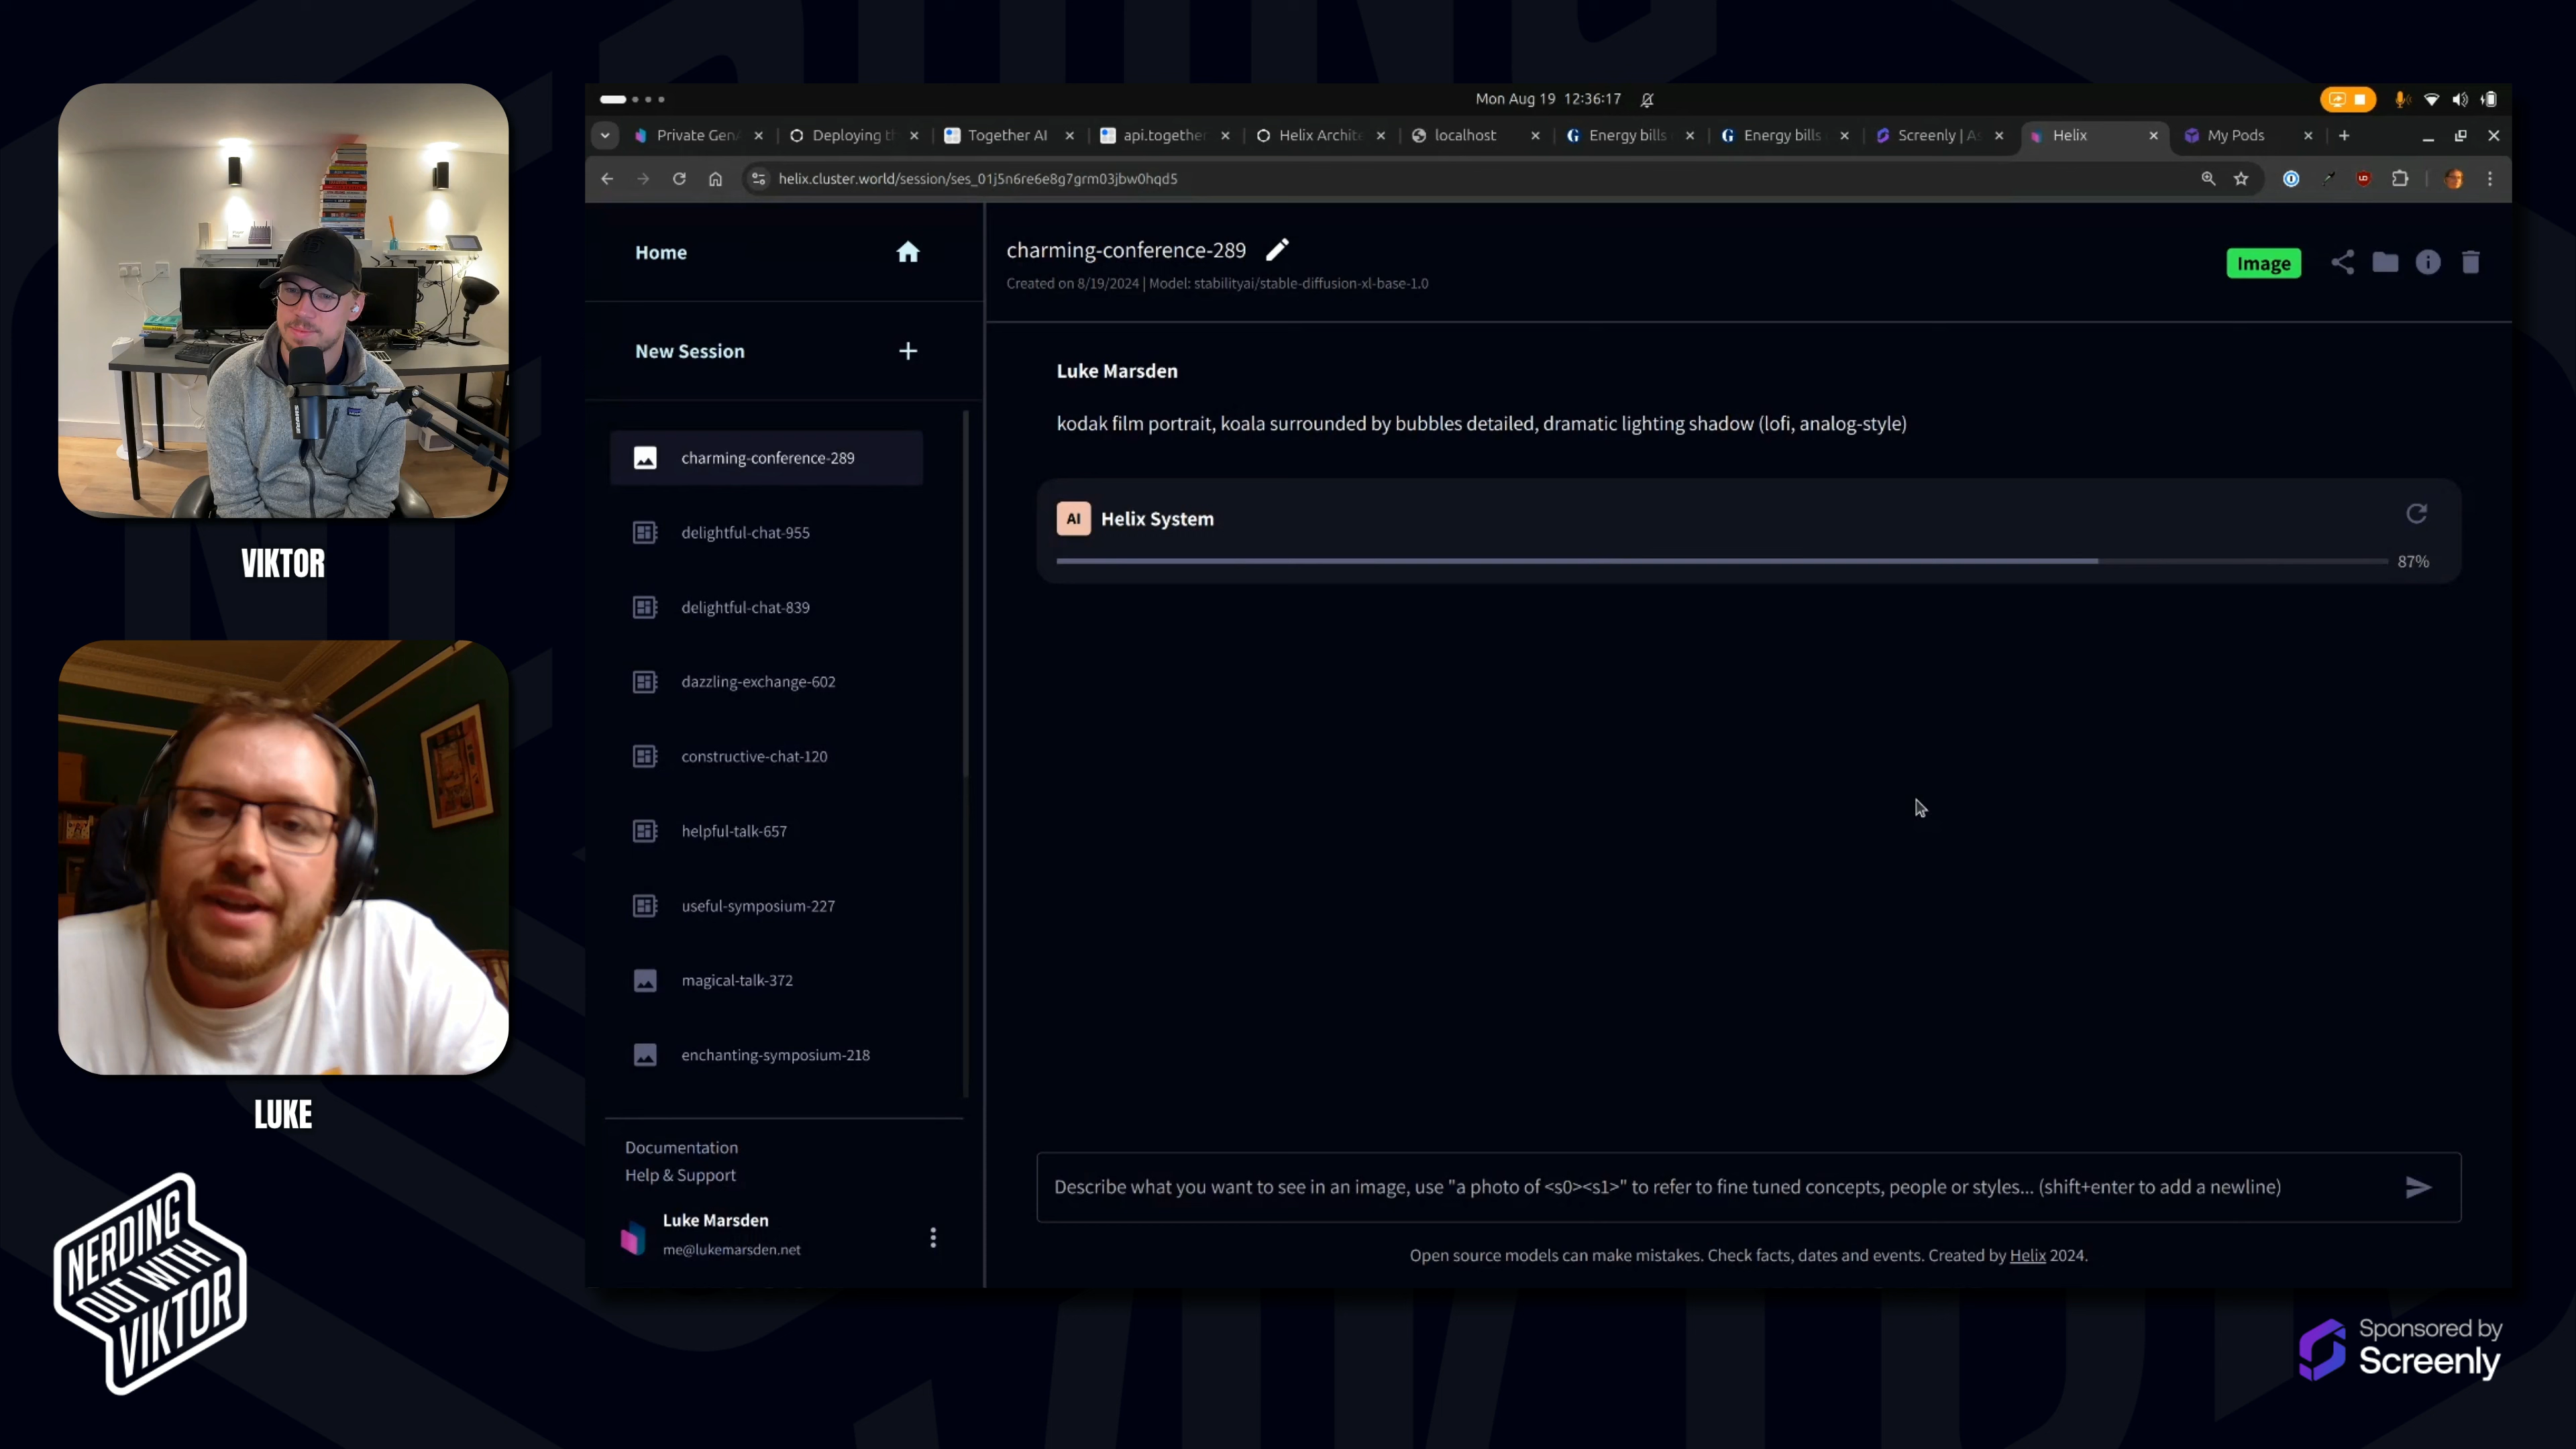 VIKTOR
LUKE
NERDING
OUT WITH
VIKTOR
Mon Aug 19 12:36:17
Private Gen
Deploying t
Together AI
api.together
Helix Archite
localhost
Energy bills
Energy bills
Screenly | As
Helix
My Pods
helix.cluster.world/session/ses_01j5n6re6e8g7grm03jbw0hqd5
Home
New Session
charming-conference-289
delightful-chat-955
delightful-chat-839
dazzling-exchange-602
constructive-chat-120
helpful-talk-657
useful-symposium-227
magical-talk-372
enchanting-symposium-218
Documentation
Help & Support
Luke Marsden
me@lukemarsden.net
charming-conference-289
Created on 8/19/2024 | Model: stabilityai/stable-diffusion-xl-base-1.0
Image
Luke Marsden
kodak film portrait, koala surrounded by bubbles detailed, dramatic lighting shadow (lofi, analog-style)
AI Helix System
87%
Describe what you want to see in an image, use "a photo of <s0><s1>" to refer to fine tuned concepts, people or styles... (shift+enter to add a newline)
Open source models can make mistakes. Check facts, dates and events. Created by Helix 2024.
Sponsored by
Screenly